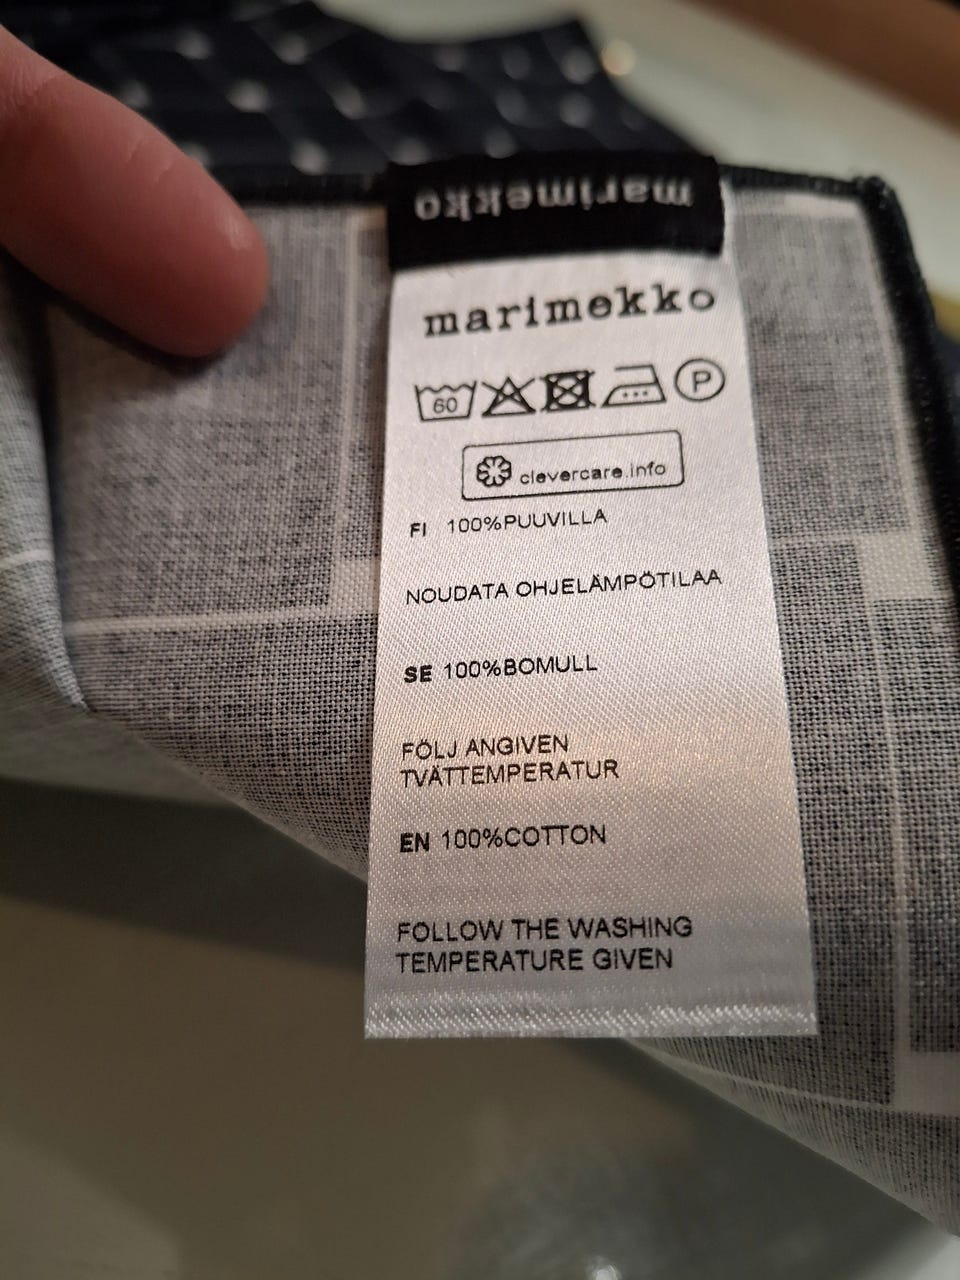 marimekko
marimekko
60 P
clevercare.info
FI 100%PUUVILLA
NOUDATA OHJELÄMPÖTILAA
SE 100%BOMULL
FÖLJ ANGIVEN
TVÄTTEMPERATUR
EN 100%COTTON
FOLLOW THE WASHING
TEMPERATURE GIVEN